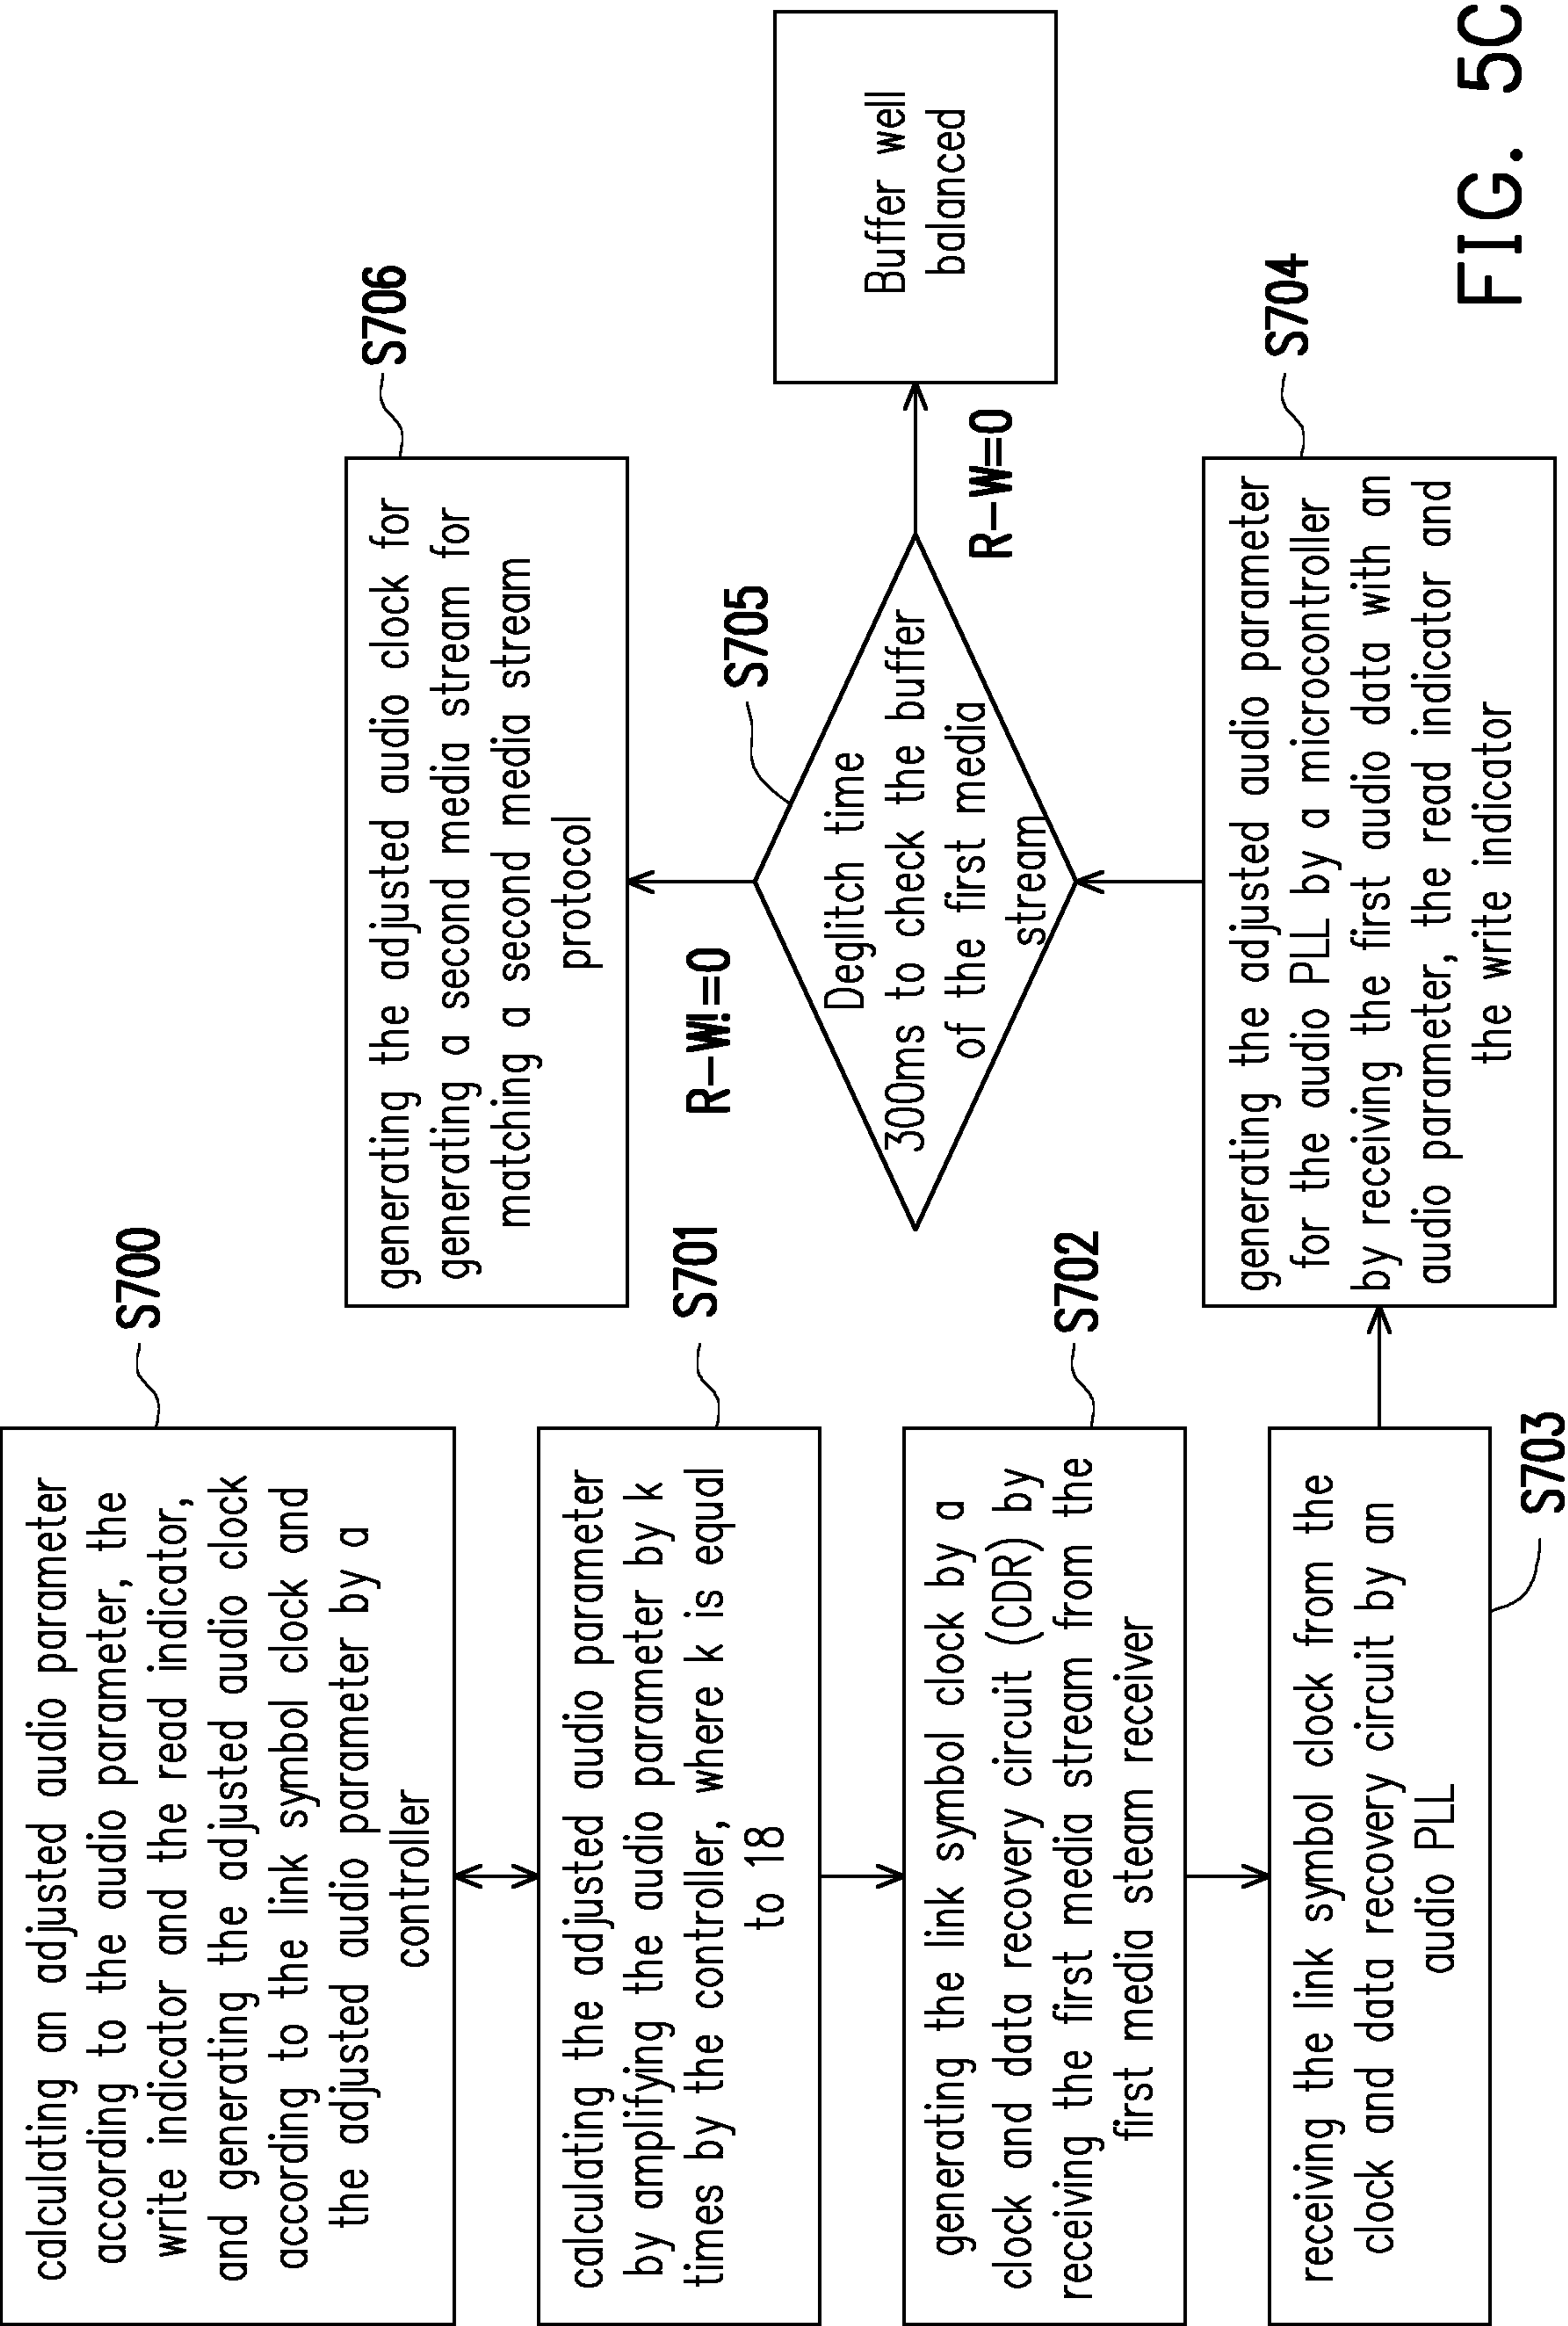 calculating an adjusted audio parameter
according to the audio parameter, the
write indicator and the read indicator,
and generating the adjusted audio clock
according to the link symbol clock and
the adjusted audio parameter by a
controller
S700
calculating the adjusted audio parameter
by amplifying the audio parameter by k
times by the controller, where k is equal
to 18
S701
generating the link symbol clock by a
clock and data recovery circuit (CDR) by
receiving the first media stream from the
first media steam receiver
S702
receiving the link symbol clock from the
clock and data recovery circuit by an
audio PLL
S703
generating the adjusted audio parameter
for the audio PLL by a microcontroller
by receiving the first audio data with an
audio parameter, the read indicator and
the write indicator
S704
Deglitch time
300ms to check the buffer
of the first media
stream
S705
R-W!=0
generating the adjusted audio clock for
generating a second media stream for
matching a second media stream
protocol
S706
R-W=0
Buffer well
balanced
FIG. 5C